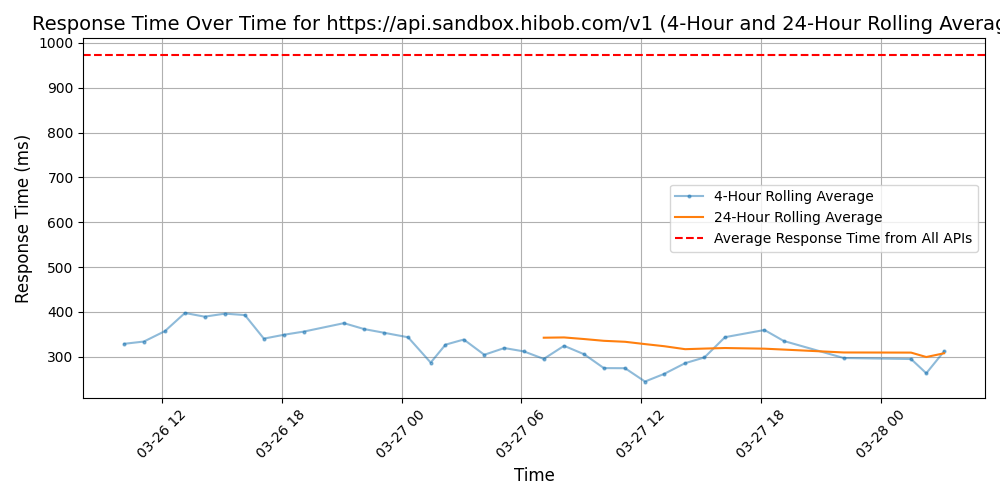 Response Time Over Time for https://api.sandbox.hibob.com/v1 (4-Hour and 24-Hour Rolling Averag
1000
900
800
700
600
500
400
300
Response Time (ms)
4-Hour Rolling Average
24-Hour Rolling Average
Average Response Time from All APIs
03-26 12
03-26 18
03-27 00
03-27 06
03-27 12
03-27 18
03-28 00
Time